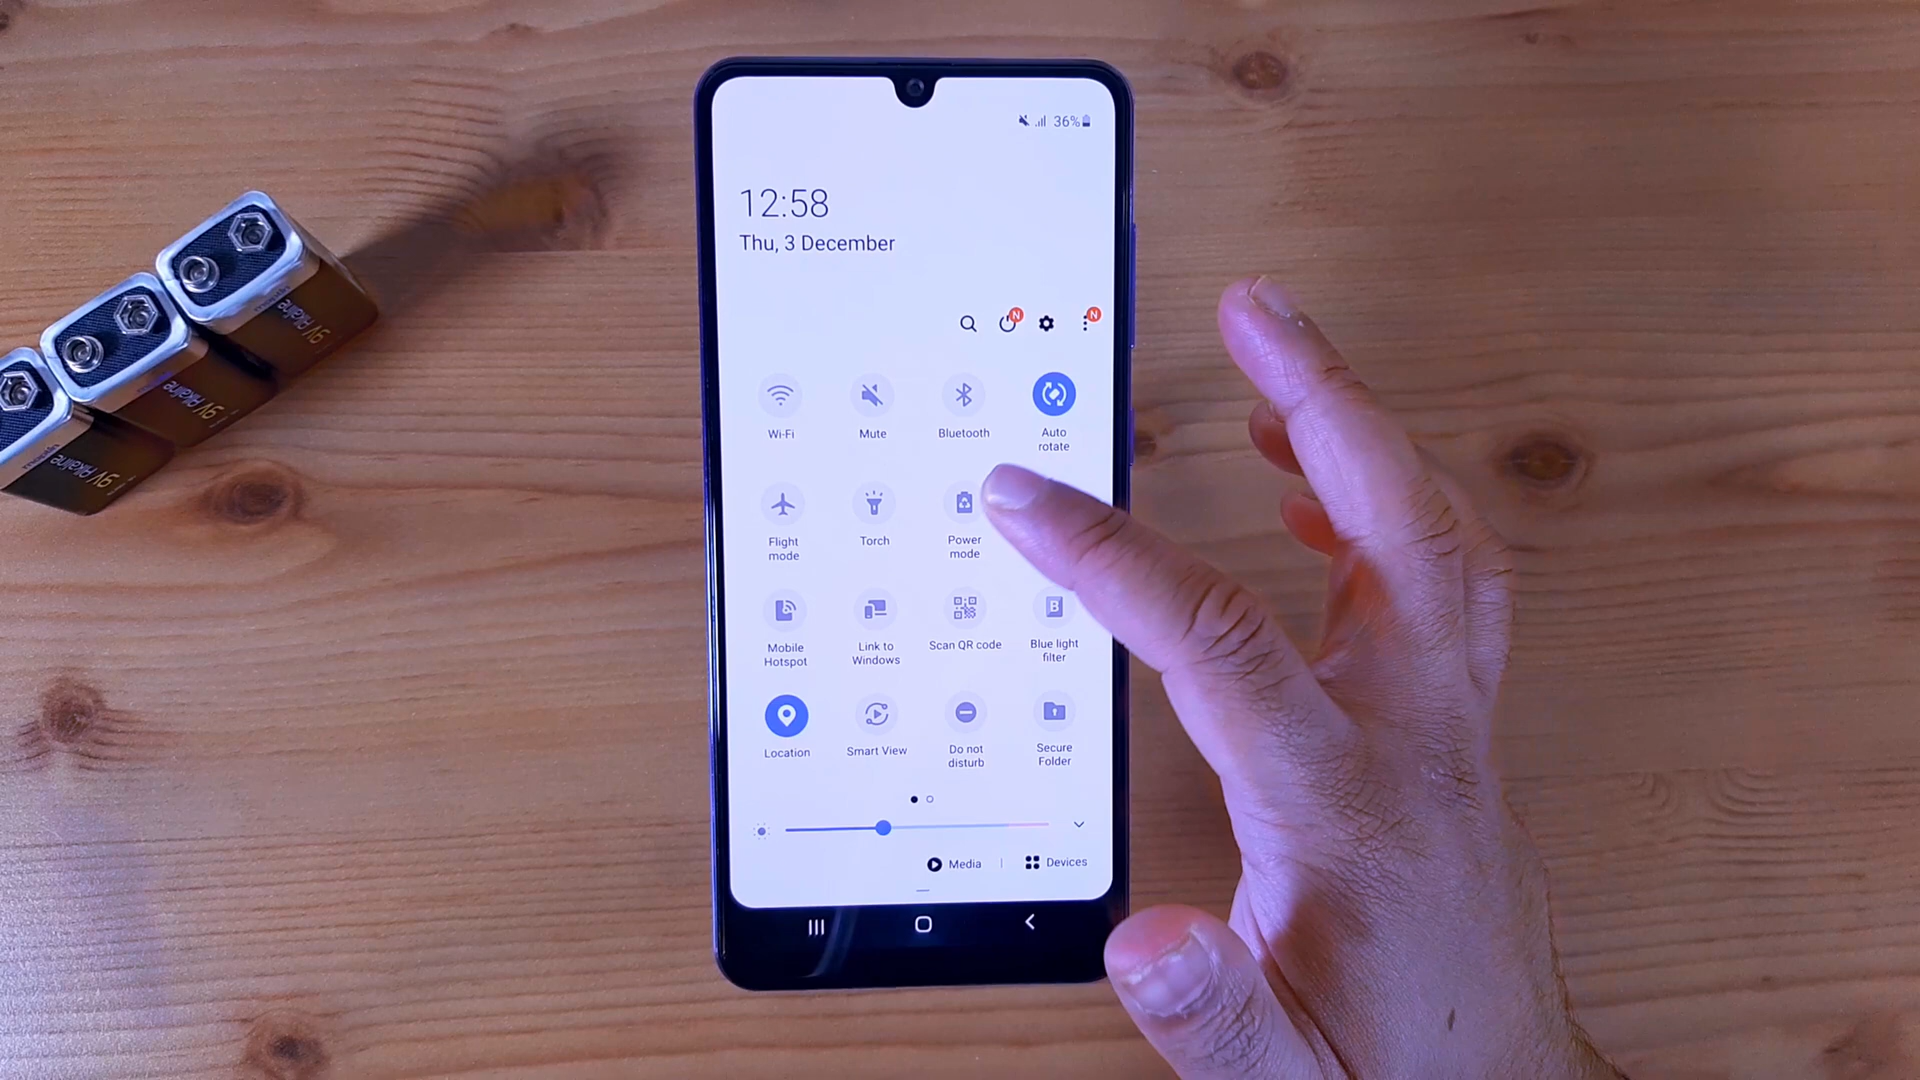 36%
12:58
Thu, 3 December
N
N
Wi-Fi
Mute
Bluetooth
Auto
rotate
Flight
mode
Torch
Power
mode
Mobile
Hotspot
Link to
Windows
Scan QR code
B
Blue light
filter
Location
Smart View
Do not
disturb
Secure
Folder
Media
Devices
9V Alkaline
9V Alkaline
9V Alkaline